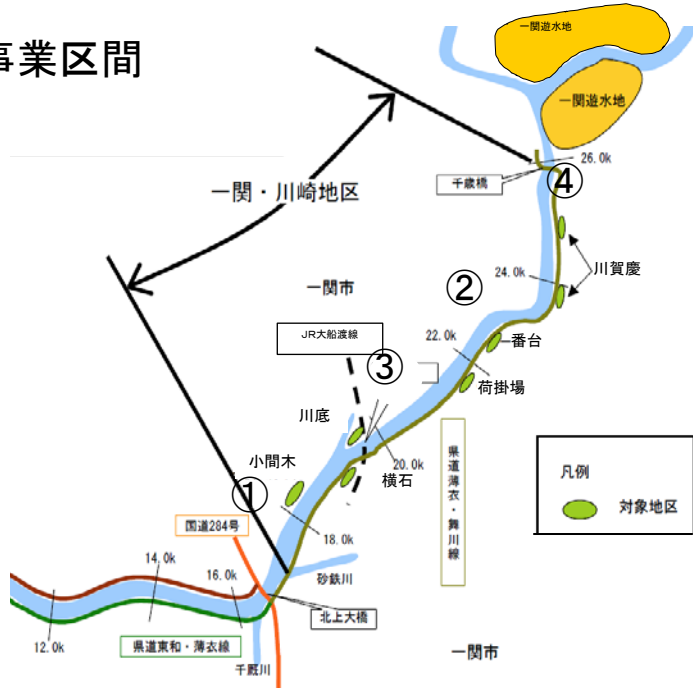 事業区間
一関遊水地
一関遊水地
26.0k
千歳橋
④
一関・川崎地区
川賀慶
24.0k
②
一関市
22.0k
一番台
JR大船渡線
③
荷掛場
川底
20.0k
横石
県道薄衣・舞川線
小間木
①
18.0k
凡例
対象地区
国道284号
砂鉄川
14.0k
16.0k
北上大橋
12.0k
県道東和・薄衣線
千厩川
一関市